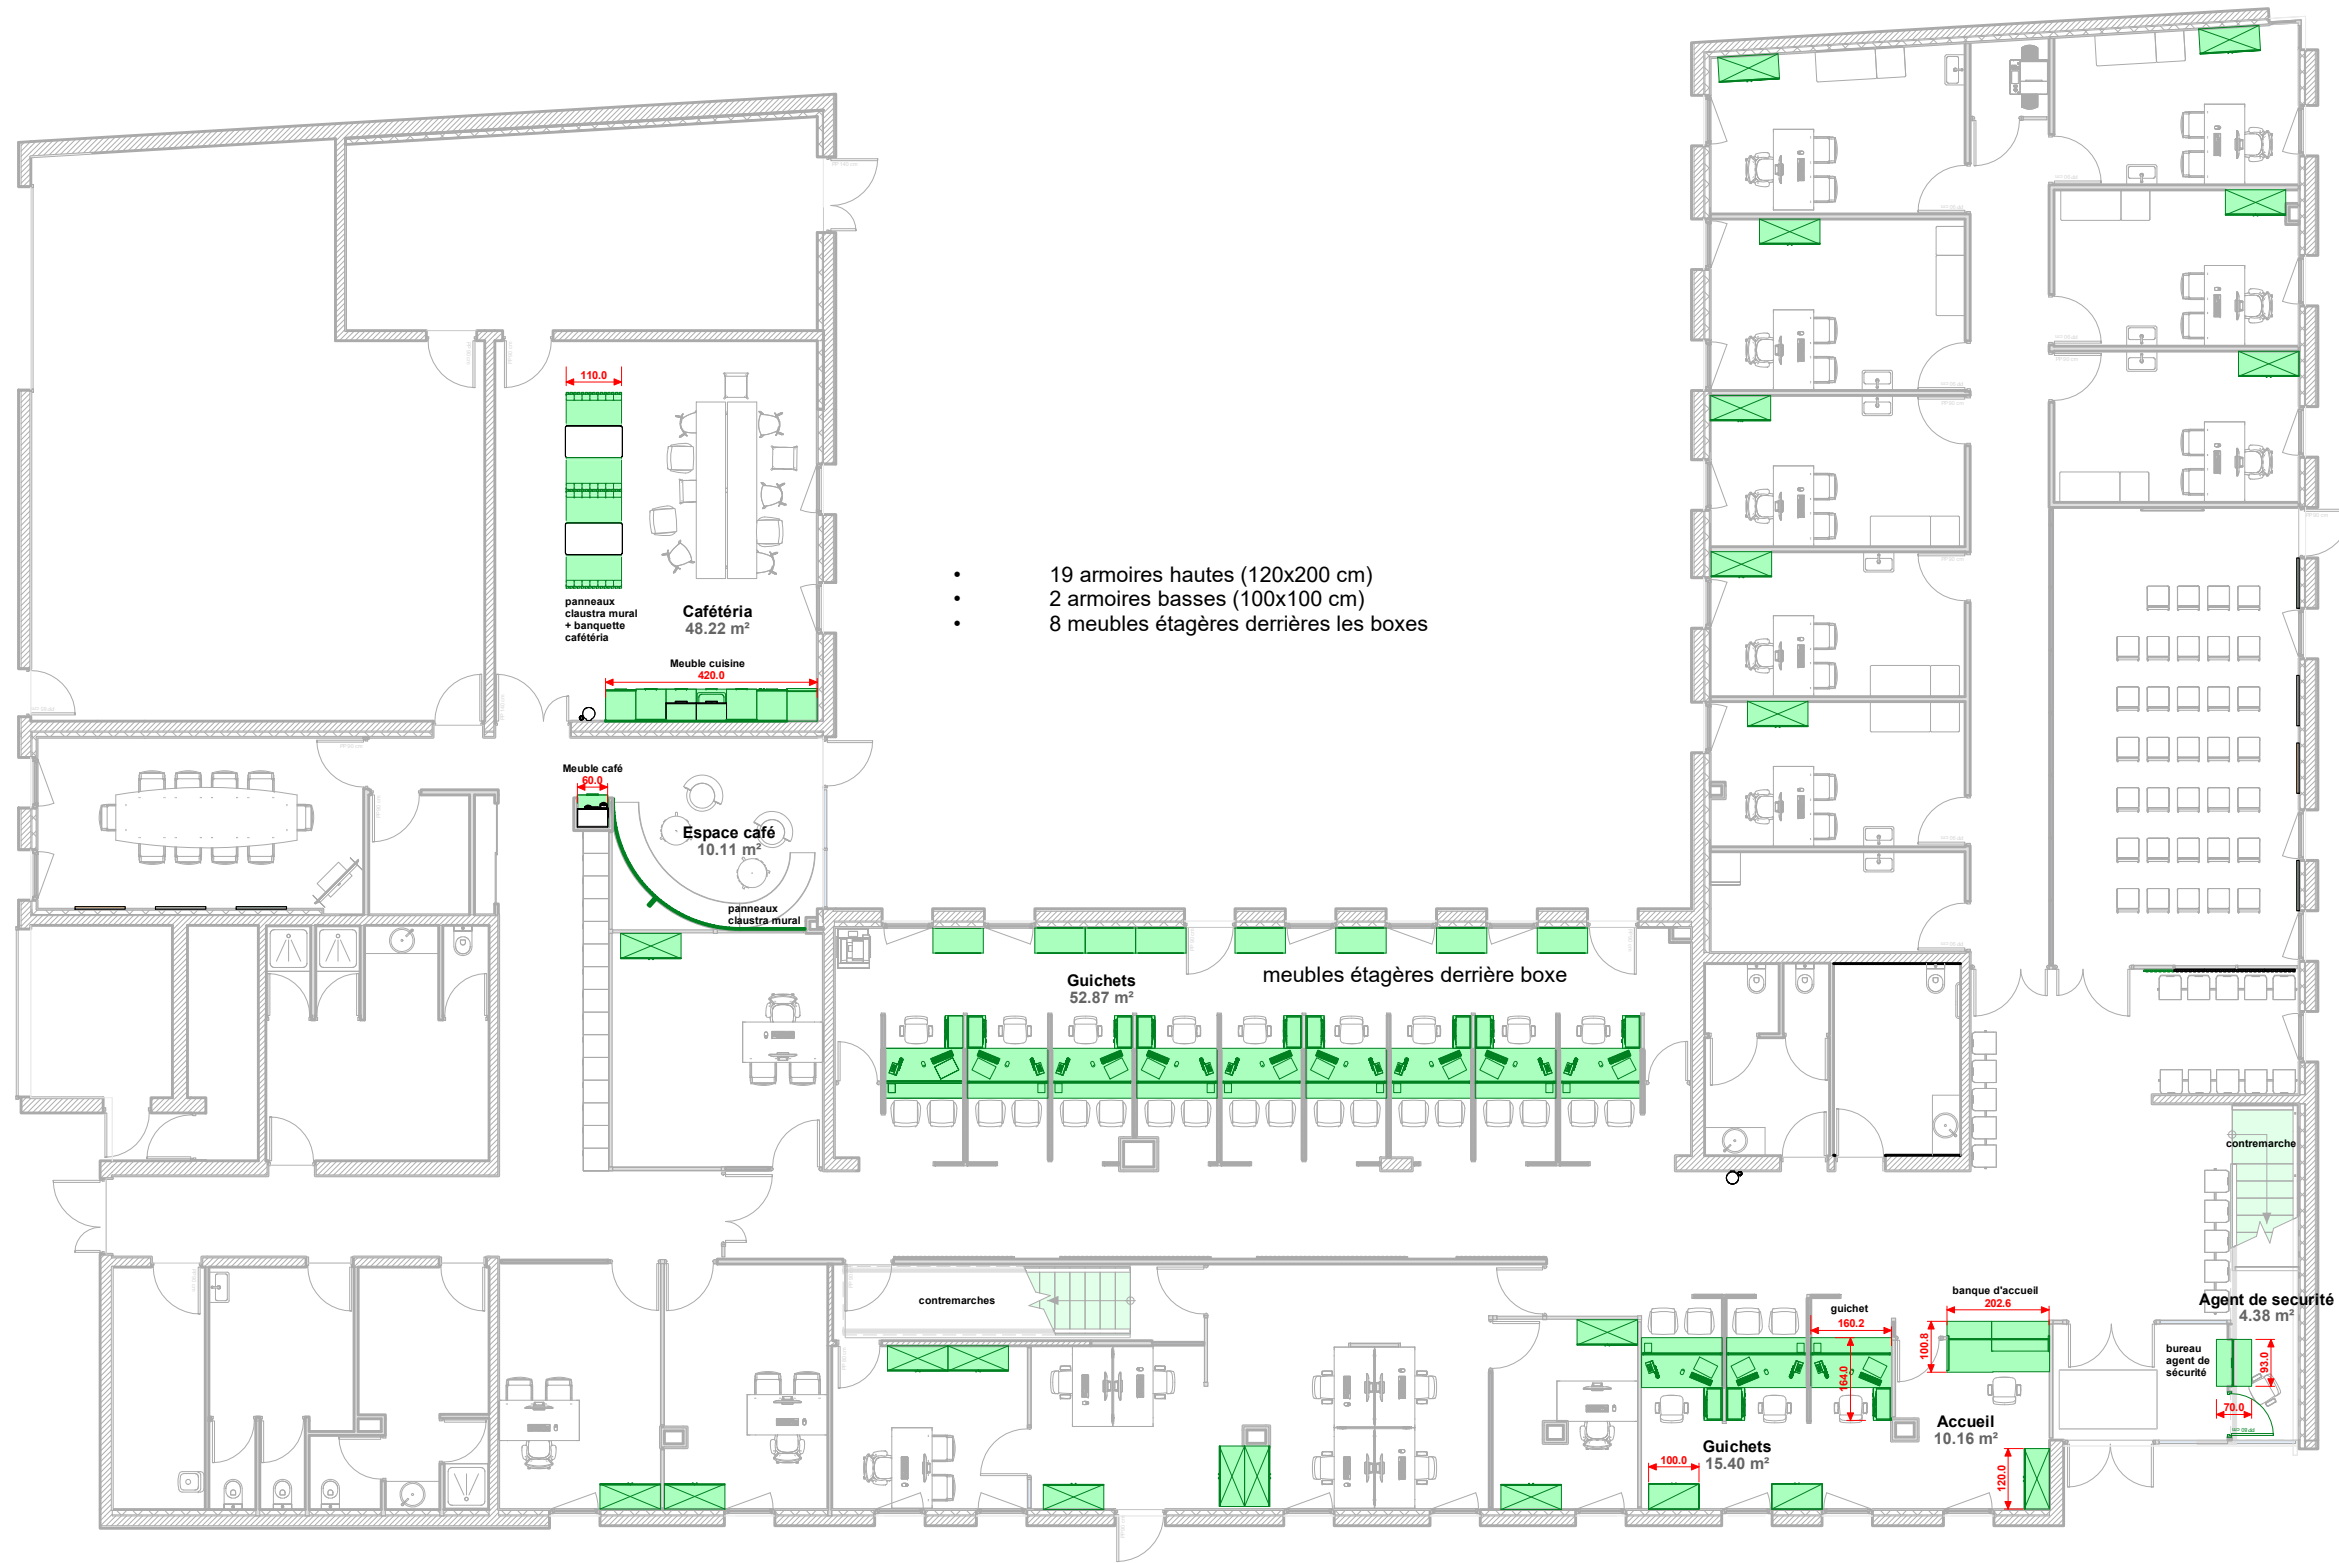 110.0
panneaux
claustra mural
+ banquette
cafétéria
Cafétéria
48.22 m²
Meuble cuisine
420.0
• 19 armoires hautes (120x200 cm)
• 2 armoires basses (100x100 cm)
• 8 meubles étagères derrières les boxes
Meuble café
60.0
Espace café
10.11 m²
panneaux
claustra mural
Guichets
52.87 m²
meubles étagères derrière boxe
contremarche
contremarches
banque d'accueil
202.6
guichet
160.2
100.8
164.0
Agent de securité
4.38 m²
bureau
agent de
sécurité
93.0
70.0
Accueil
10.16 m²
Guichets
15.40 m²
100.0
120.0